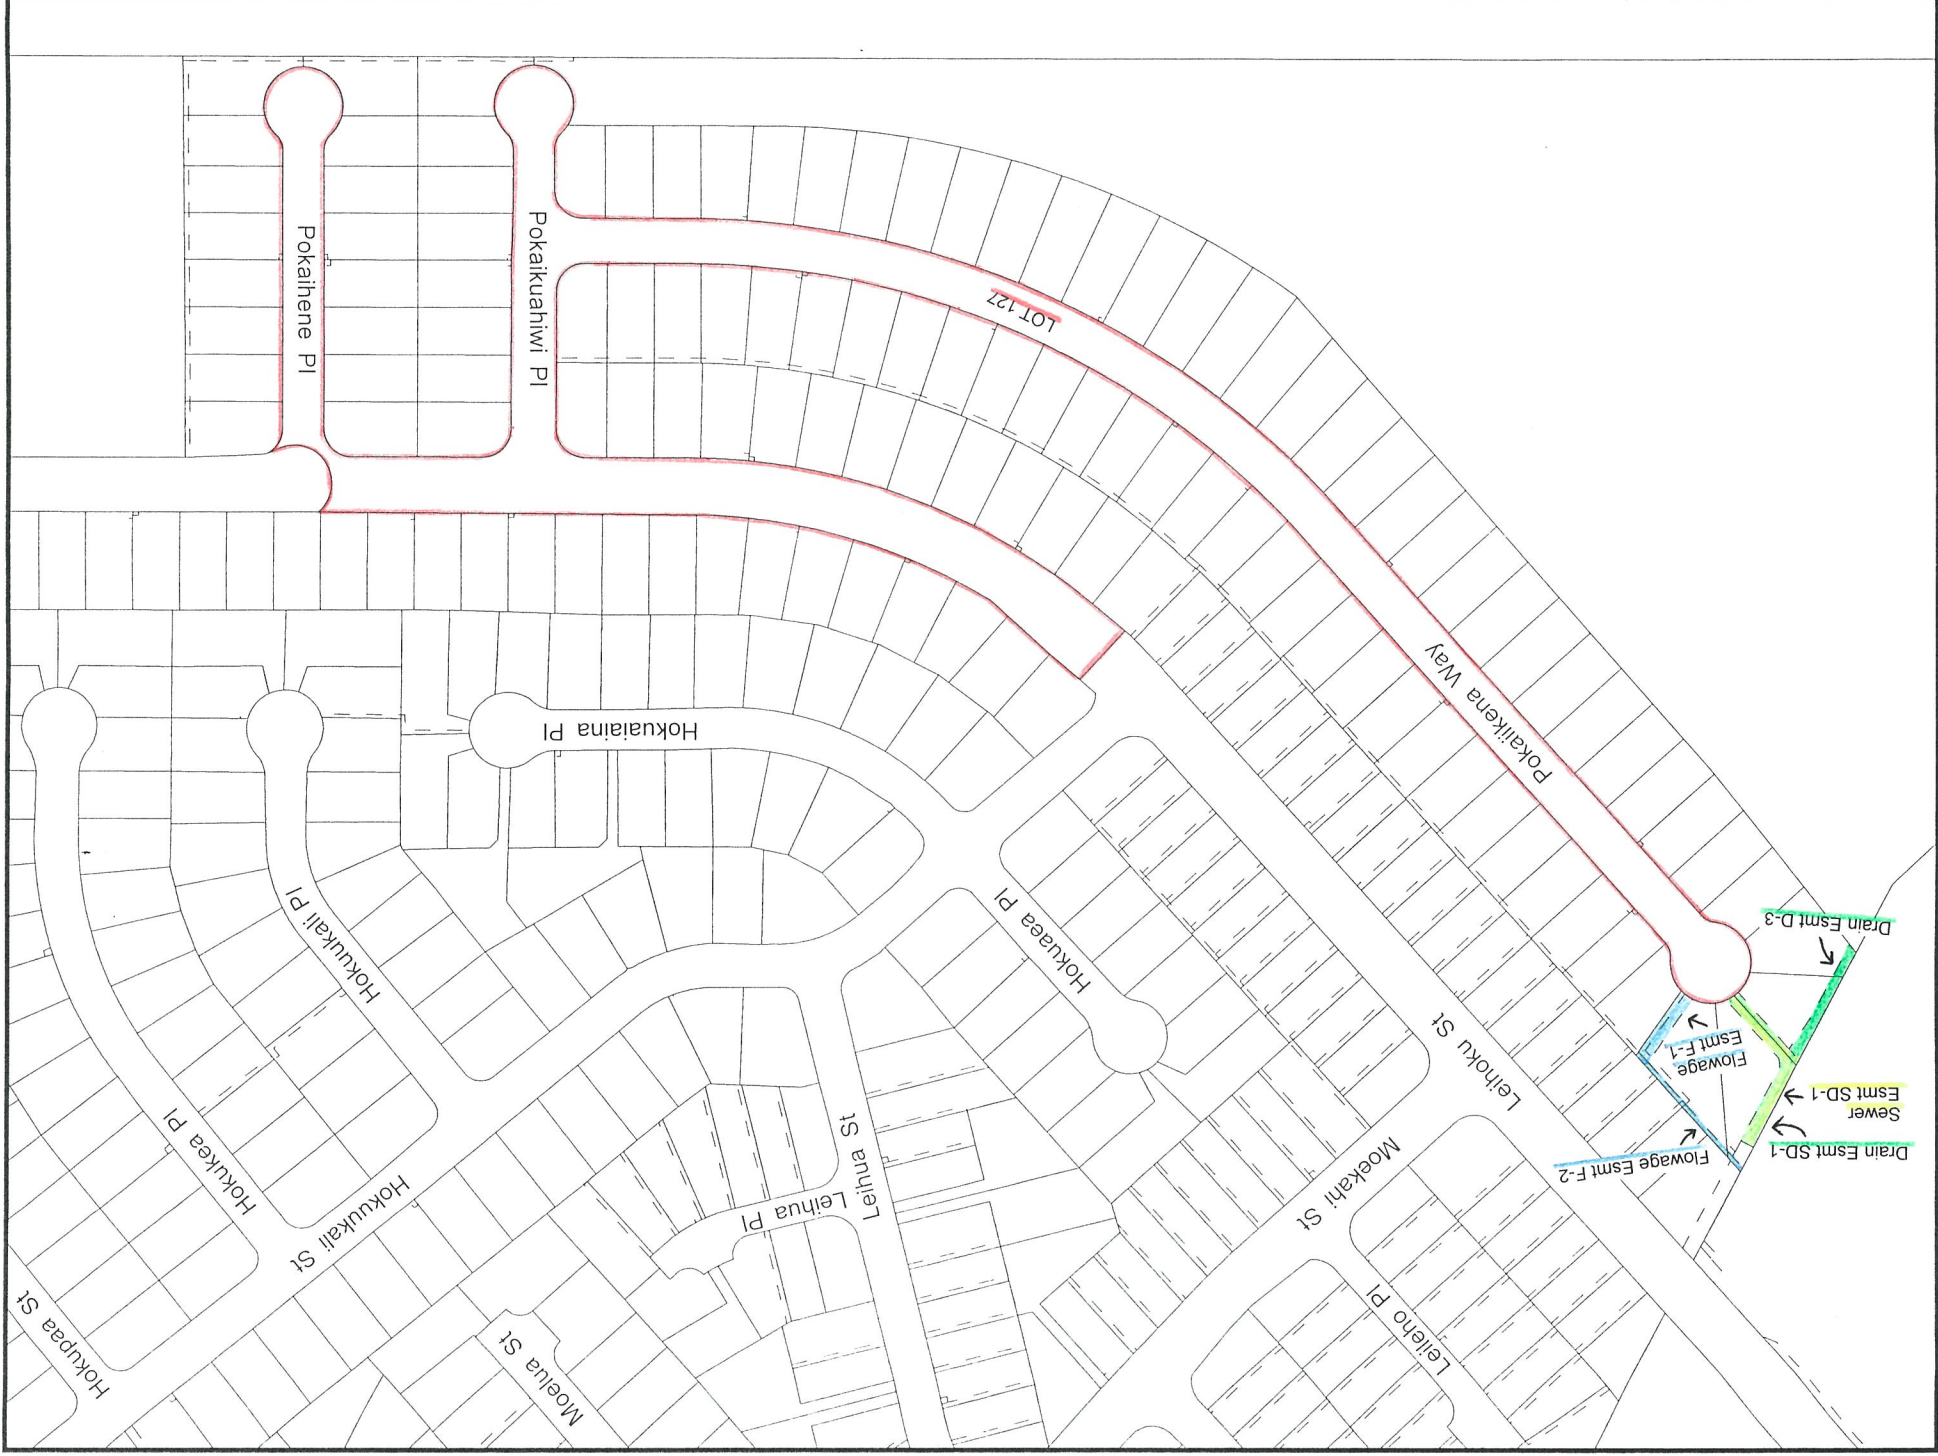 Pokaihene Pl
Pokaikuahiwi Pl
LOT 127
Pokaiikena Way
Hokuaiaina Pl
Hokuukali Pl
Hokuaea Pl
Leihoku St
Drain Esmt D-3
Flowage
Esmt F-1
Sewer
Esmt SD-1
Drain Esmt SD-1
Flowage Esmt F-2
Hokukea Pl
Hokuukali St
Leihua St
Leihua Pl
Moekahi St
Leileho Pl
Hokupaa St
Moelua St